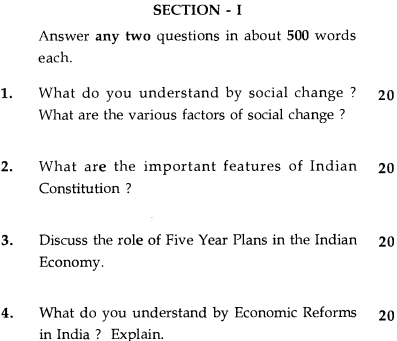 SECTION - I
Answer any two questions in about 500 words
each.
1. What do you understand by social change ? 20
What are the various factors of social change ?
2. What are the important features of Indian 20
Constitution ?
3. Discuss the role of Five Year Plans in the Indian 20
Economy.
4. What do you understand by Economic Reforms 20
in India ? Explain.